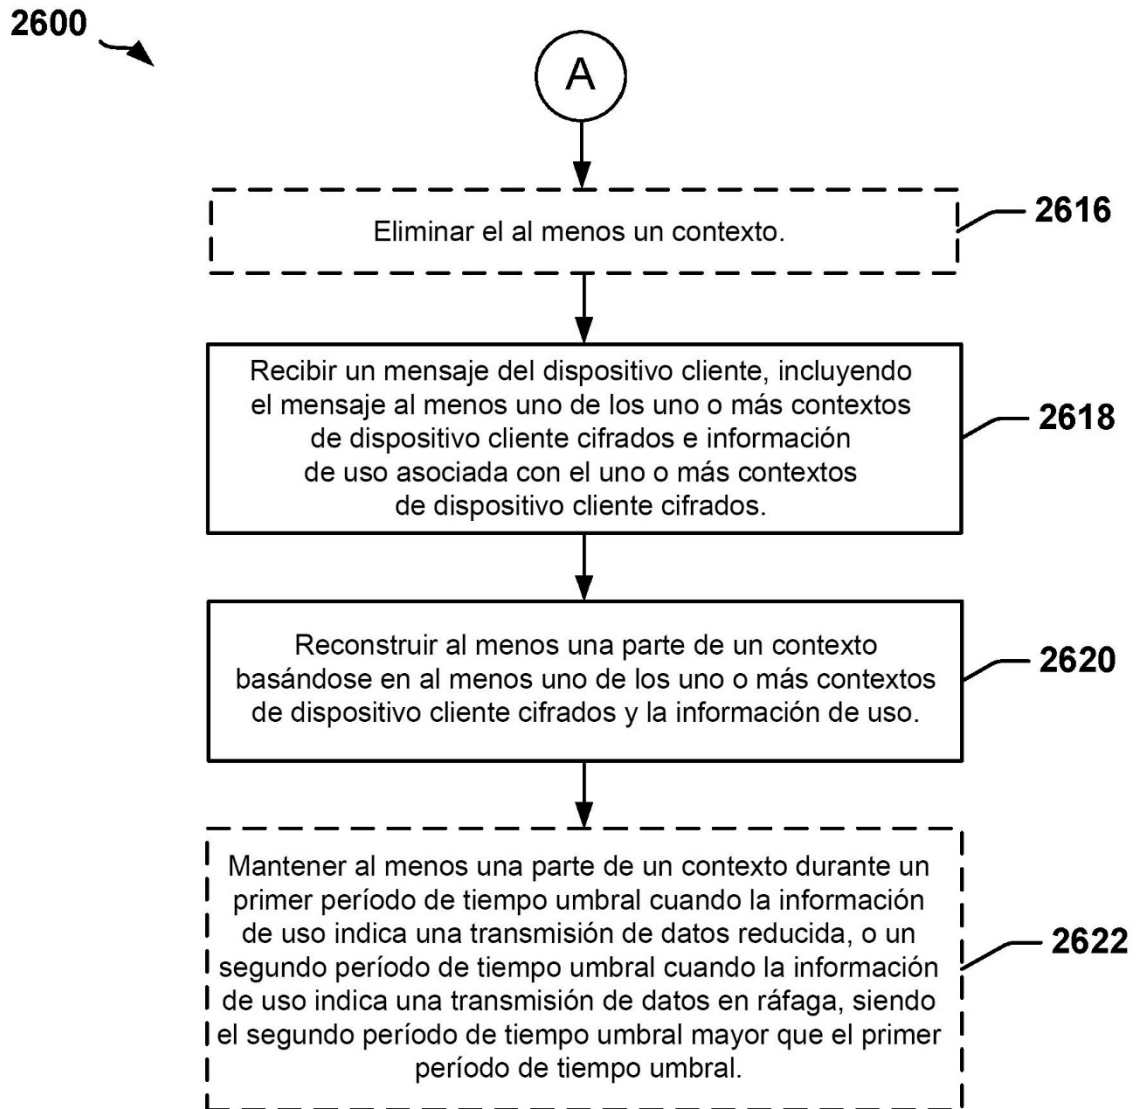 2600
A
Eliminar el al menos un contexto.
2616
Recibir un mensaje del dispositivo cliente, incluyendo
el mensaje al menos uno de los uno o más contextos
de dispositivo cliente cifrados e información
de uso asociada con el uno o más contextos
de dispositivo cliente cifrados.
2618
Reconstruir al menos una parte de un contexto
basándose en al menos uno de los uno o más contextos
de dispositivo cliente cifrados y la información de uso.
2620
Mantener al menos una parte de un contexto durante un
primer período de tiempo umbral cuando la información
de uso indica una transmisión de datos reducida, o un
segundo período de tiempo umbral cuando la información
de uso indica una transmisión de datos en ráfaga, siendo
el segundo período de tiempo umbral mayor que el primer
período de tiempo umbral.
2622